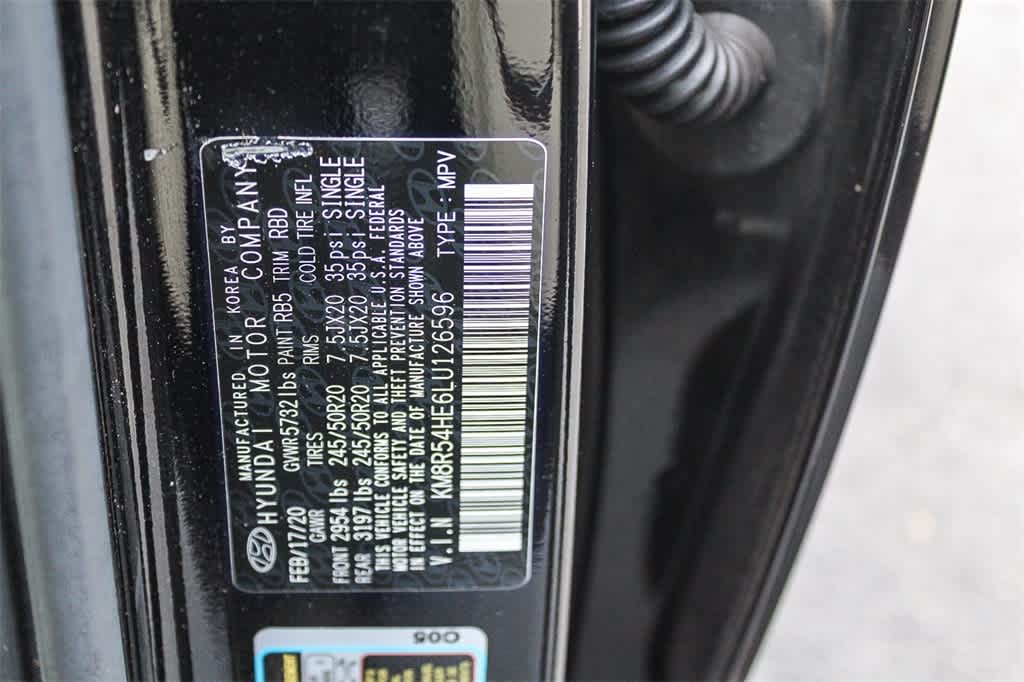 MANUFACTURED IN KOREA BY
HYUNDAI MOTOR COMPANY
FEB/17/20 GVWR 5732 lbs PAINT RB5 TRIM RBD
GAWR TIRES RIMS COLD TIRE INFL
FRONT 2954 lbs 245/50R20 7.5JX20 35psi SINGLE
REAR 3197 lbs 245/50R20 7.5JX20 35psi SINGLE
THIS VEHICLE CONFORMS TO ALL APPLICABLE U.S.A. FEDERAL
MOTOR VEHICLE SAFETY AND THEFT PREVENTION STANDARDS
IN EFFECT ON THE DATE OF MANUFACTURE SHOWN ABOVE
V.I.N KM8R54HE6LU126596 TYPE : MPV
C05